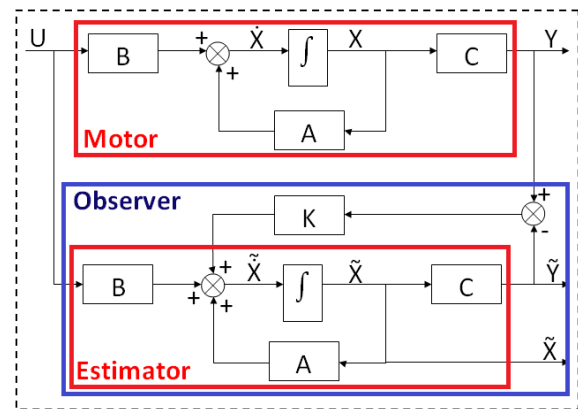 U B + + Ẋ ∫ X C Y
A
Motor
Observer
K + -
B + + + X̃̇ ∫ X̃ C Ỹ
A X̃
Estimator